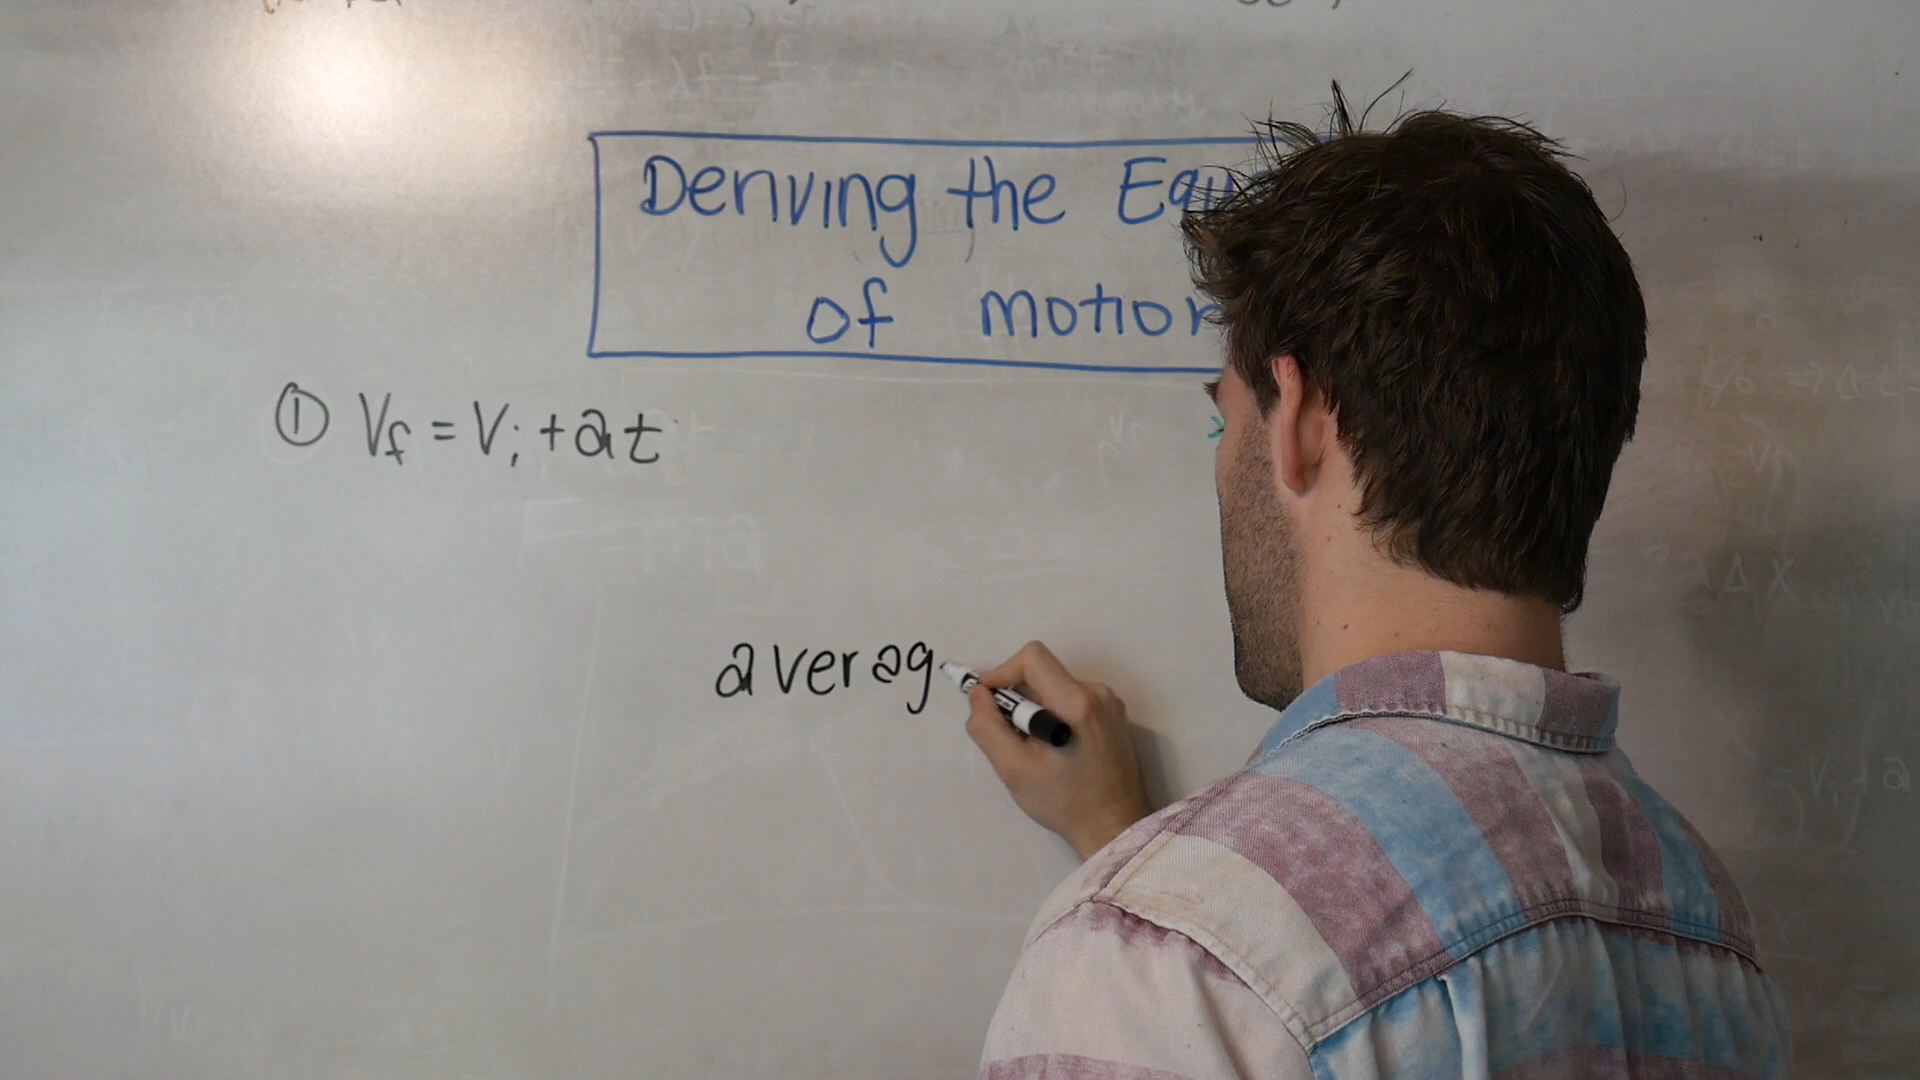 Deriving the Equ
of motion
① Vf = Vi + at
averag